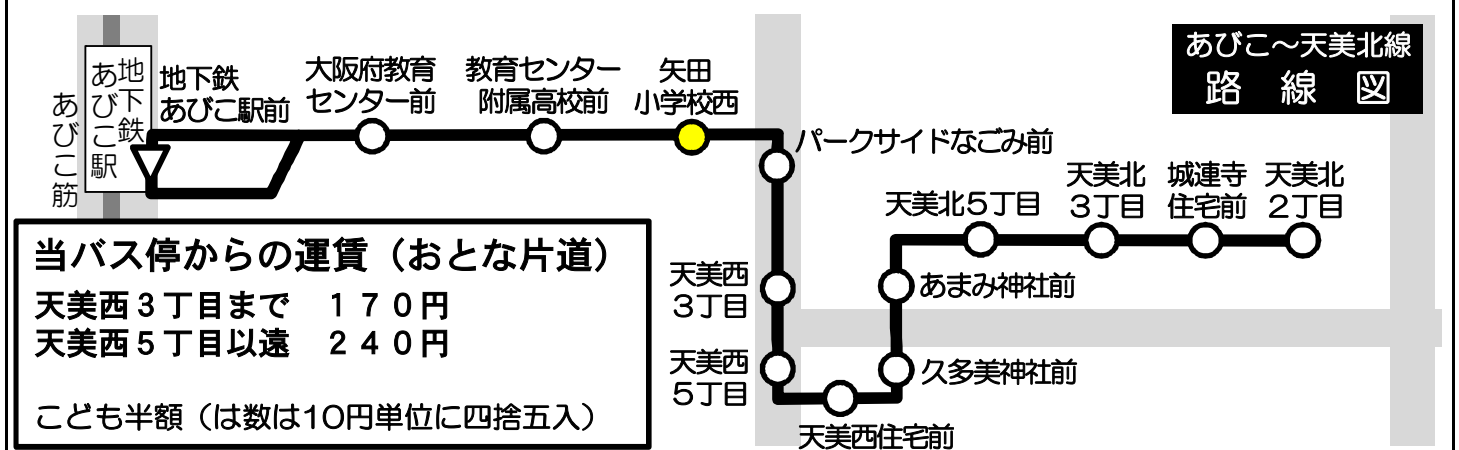 あびこ～天美北線
路線図
あびこ筋
地下鉄
あびこ駅
地下鉄
あびこ駅前
大阪府教育
センター前
教育センター
附属高校前
矢田
小学校西
パークサイドなごみ前
天美西
３丁目
天美西
５丁目
天美西住宅前
久多美神社前
あまみ神社前
天美北５丁目
天美北
３丁目
城連寺
住宅前
天美北
２丁目
当バス停からの運賃（おとな片道）
天美西３丁目まで　１７０円
天美西５丁目以遠　２４０円
こども半額（は数は10円単位に四捨五入）